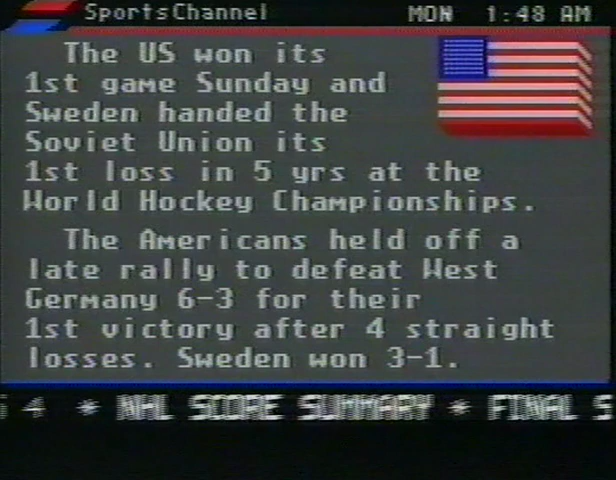 SportsChannel MON 1:48 AM
The US won its
1st game Sunday and
Sweden handed the
Soviet Union its
1st loss in 5 yrs at the
World Hockey Championships.
The Americans held off a
late rally to defeat West
Germany 6-3 for their
1st victory after 4 straight
losses. Sweden won 3-1.
4 * NHL SCORE SUMMARY * FINAL S